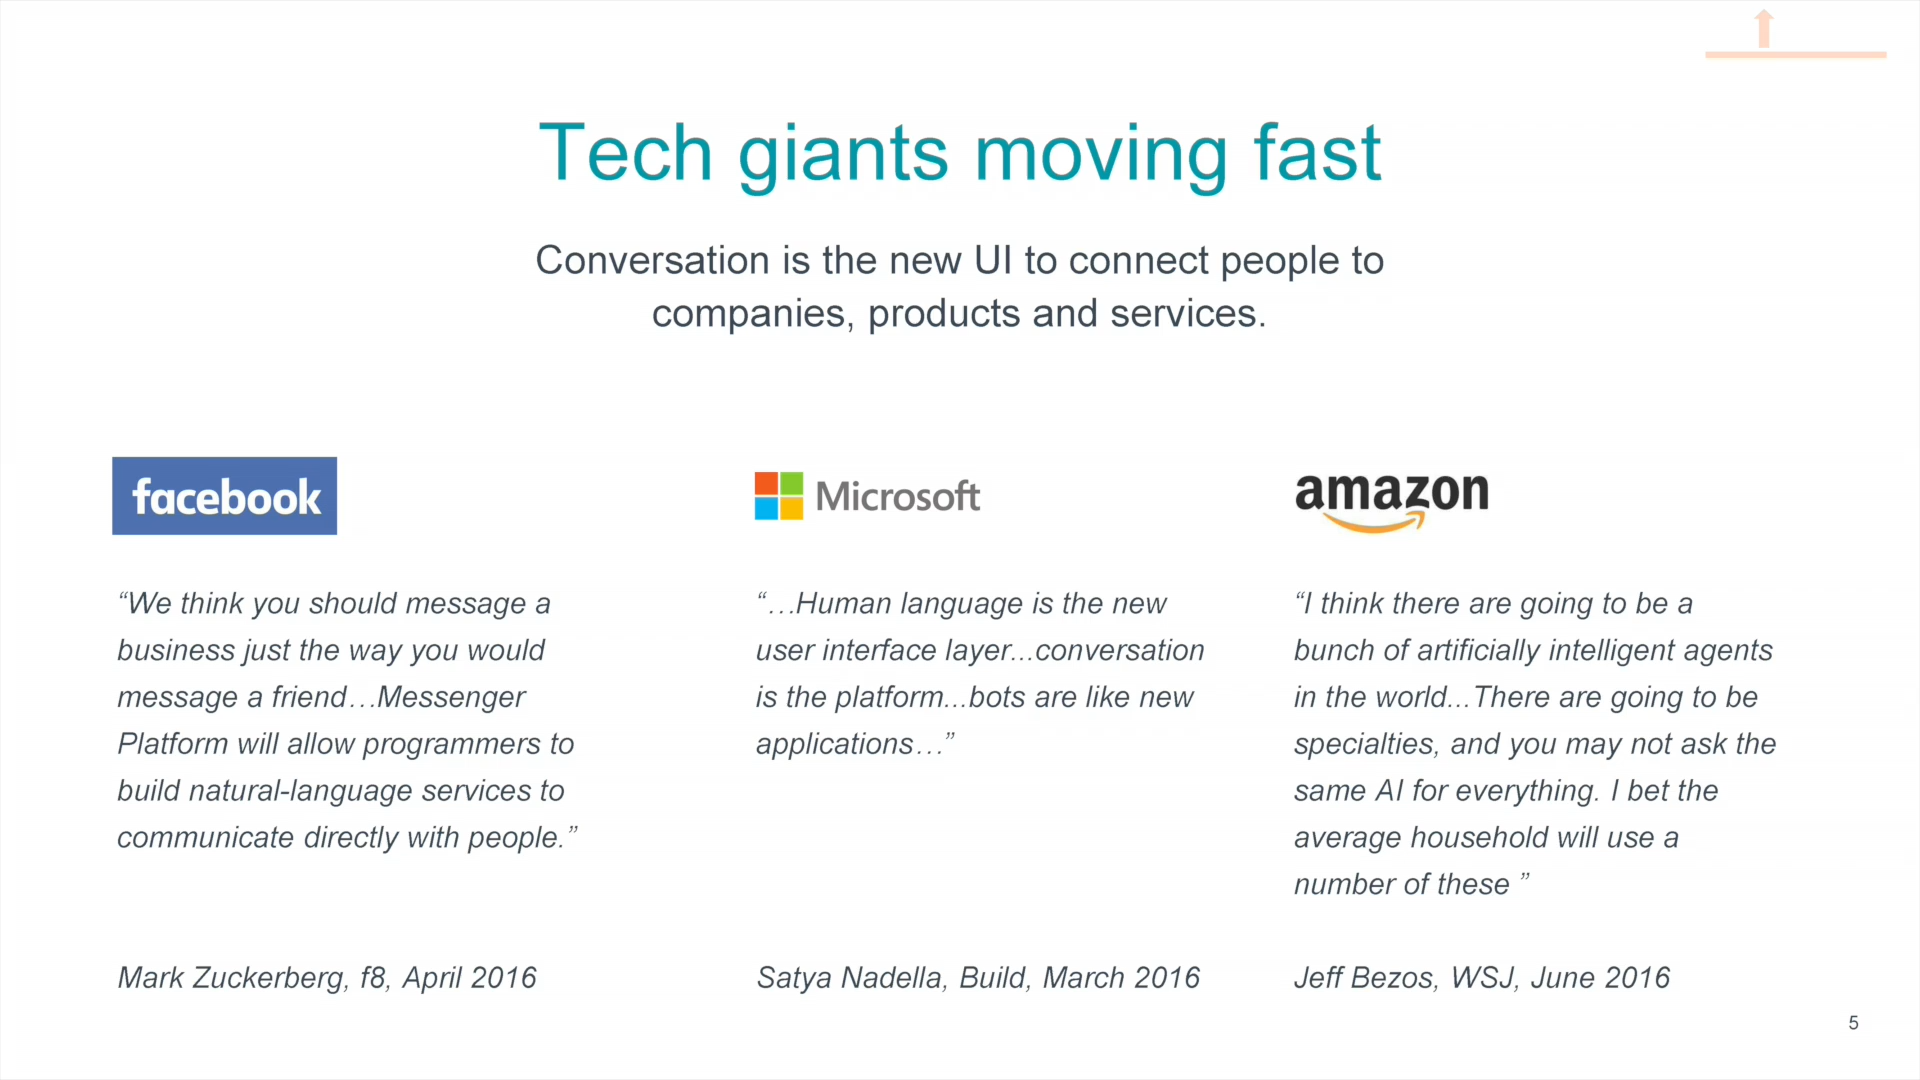 Tech giants moving fast
Conversation is the new UI to connect people to
companies, products and services.
facebook
“We think you should message a
business just the way you would
message a friend…Messenger
Platform will allow programmers to
build natural-language services to
communicate directly with people.”
Mark Zuckerberg, f8, April 2016
Microsoft
“…Human language is the new
user interface layer...conversation
is the platform...bots are like new
applications…”
Satya Nadella, Build, March 2016
amazon
“I think there are going to be a
bunch of artificially intelligent agents
in the world...There are going to be
specialties, and you may not ask the
same AI for everything. I bet the
average household will use a
number of these ”
Jeff Bezos, WSJ, June 2016
5